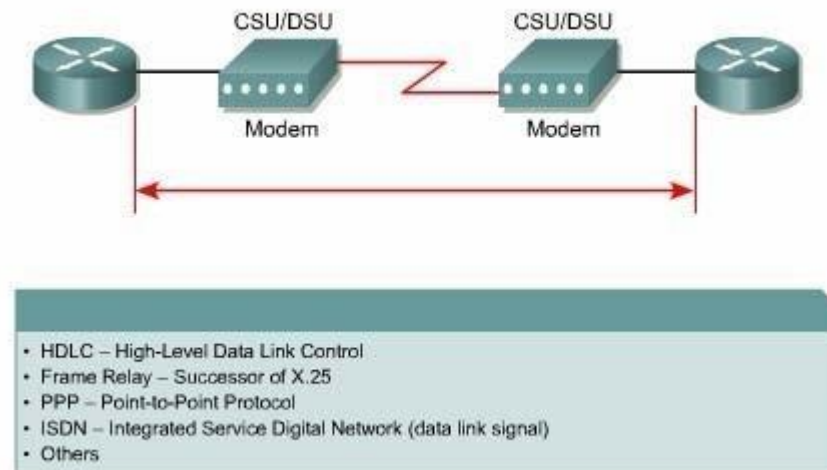 CSU/DSU CSU/DSU
Modem Modem
• HDLC – High-Level Data Link Control
• Frame Relay – Successor of X.25
• PPP – Point-to-Point Protocol
• ISDN – Integrated Service Digital Network (data link signal)
• Others